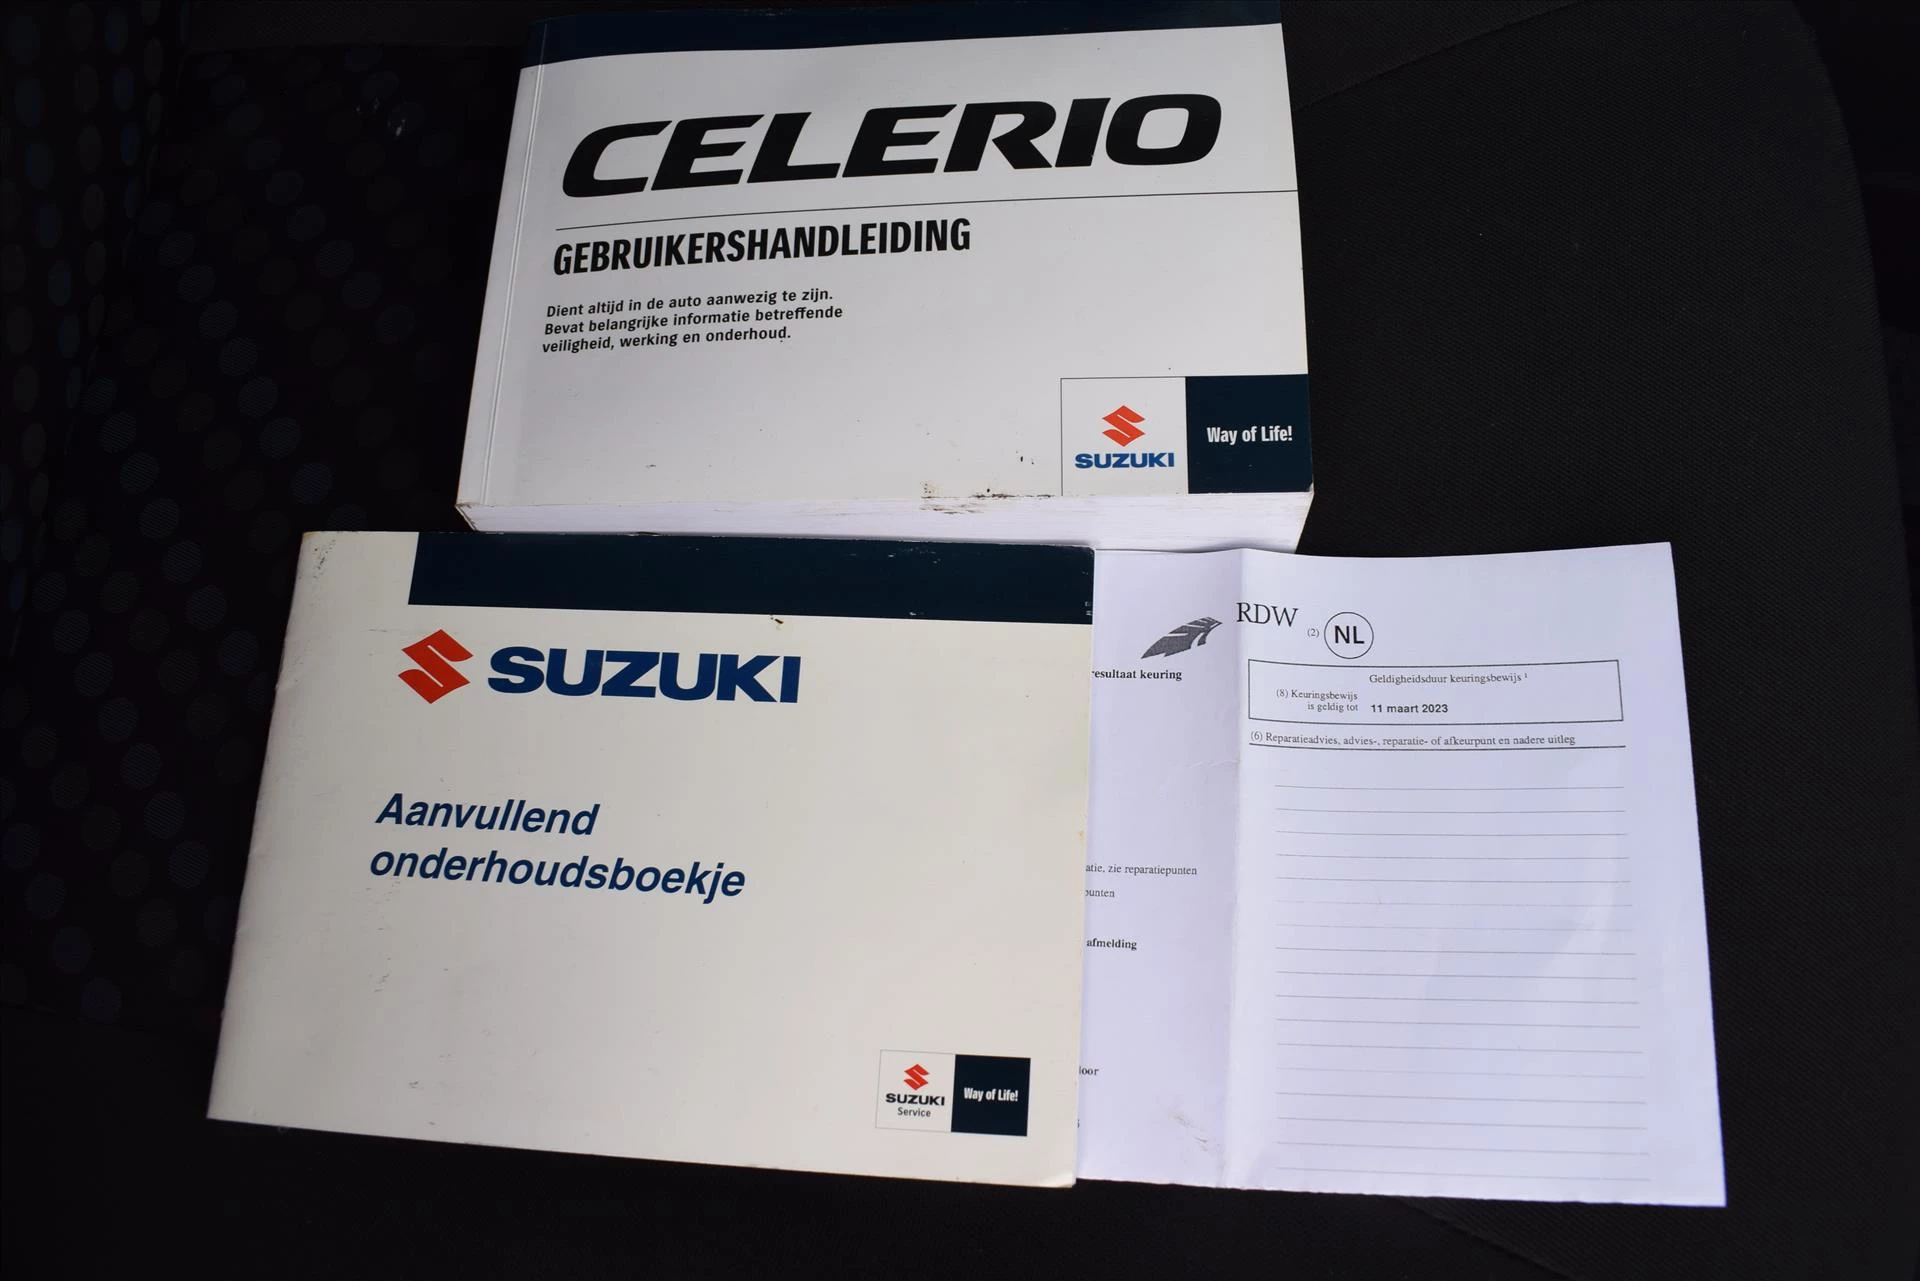 CELERIO
GEBRUIKERSHANDLEIDING
Dient altijd in de auto aanwezig te zijn.
Bevat belangrijke informatie betreffende
veiligheid, werking en onderhoud.
SUZUKI
Way of Life!
SUZUKI
Aanvullend
onderhoudsboekje
SUZUKI
Service
Way of Life!
RDW
(2) NL
resultaat keuring
Geldigheidsduur keuringsbewijs ¹
(8) Keuringsbewijs
is geldig tot 11 maart 2023
(6) Reparatieadvies, advies-, reparatie- of afkeurpunt en nadere uitleg
atie, zie reparatiepunten
punten
afmelding
loor